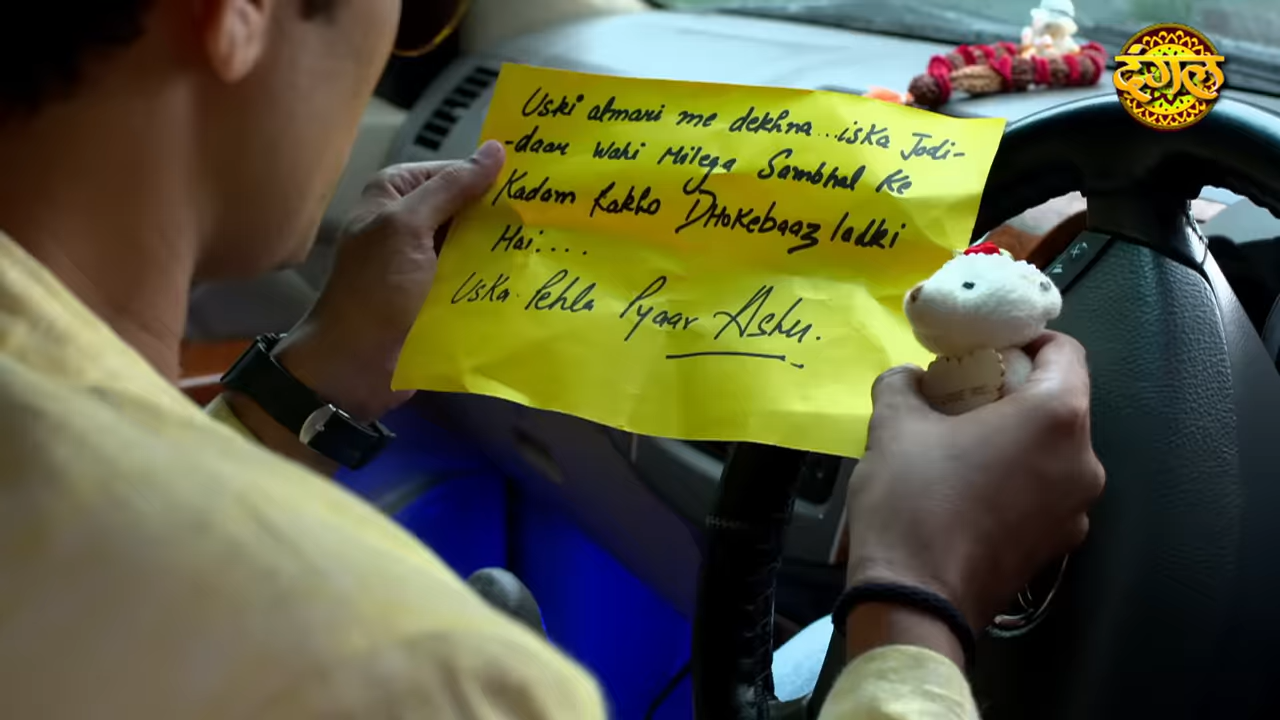 Uski almari me dekhna...iska Jodi-
-daar Wahi Milega Sambhal Ke
Kadam Rakho DHoKebaaz ladki
Hai....
Uska Pehla Pyaar Ashu.
दंगल